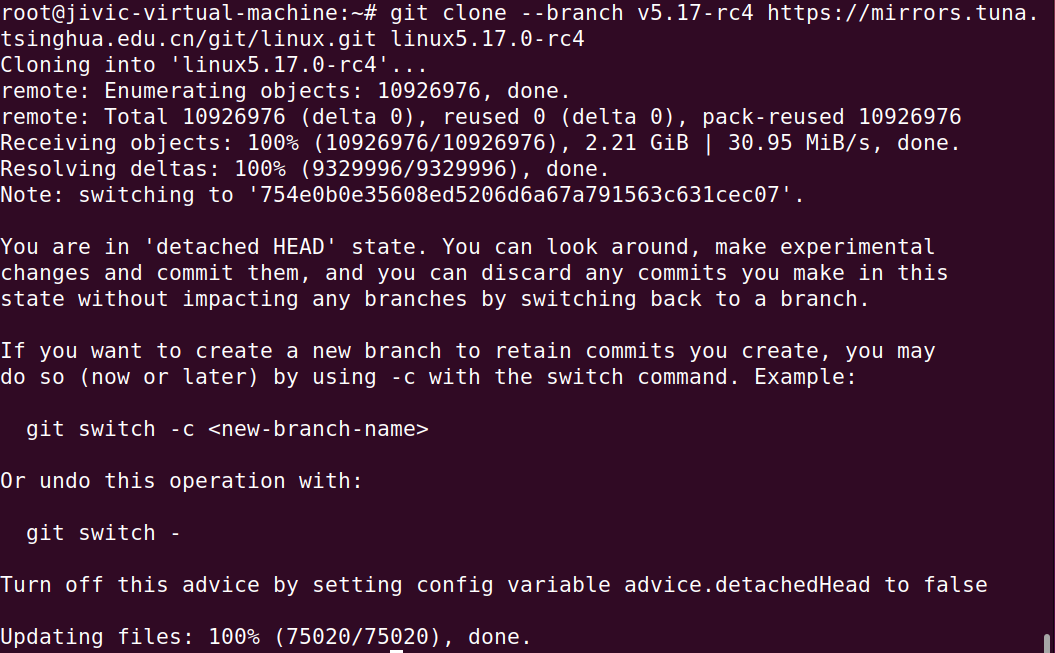 root@jivic-virtual-machine:~# git clone --branch v5.17-rc4 https://mirrors.tuna.
tsinghua.edu.cn/git/linux.git linux5.17.0-rc4
Cloning into 'linux5.17.0-rc4'...
remote: Enumerating objects: 10926976, done.
remote: Total 10926976 (delta 0), reused 0 (delta 0), pack-reused 10926976
Receiving objects: 100% (10926976/10926976), 2.21 GiB | 30.95 MiB/s, done.
Resolving deltas: 100% (9329996/9329996), done.
Note: switching to '754e0b0e35608ed5206d6a67a791563c631cec07'.

You are in 'detached HEAD' state. You can look around, make experimental
changes and commit them, and you can discard any commits you make in this
state without impacting any branches by switching back to a branch.

If you want to create a new branch to retain commits you create, you may
do so (now or later) by using -c with the switch command. Example:

  git switch -c <new-branch-name>

Or undo this operation with:

  git switch -

Turn off this advice by setting config variable advice.detachedHead to false

Updating files: 100% (75020/75020), done.